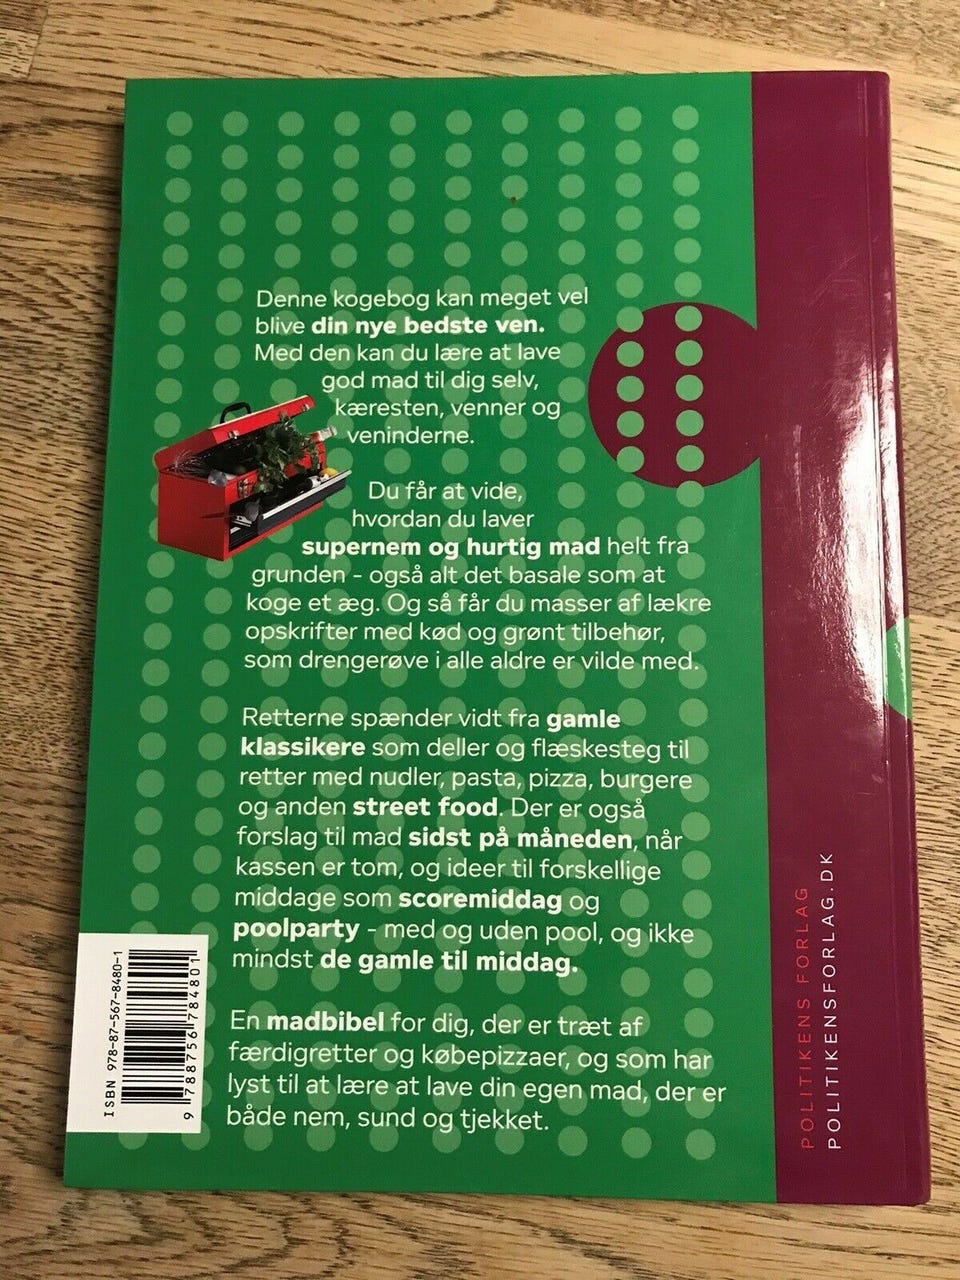 Denne kogebog kan meget vel
blive din nye bedste ven.
Med den kan du lære at lave
god mad til dig selv,
kæresten, venner og
veninderne.
Du får at vide,
hvordan du laver
supernem og hurtig mad helt fra
grunden - også alt det basale som at
koge et æg. Og så får du masser af lækre
opskrifter med kød og grønt tilbehør,
som drengerøve i alle aldre er vilde med.
Retterne spænder vidt fra gamle
klassikere som deller og flæskesteg til
retter med nudler, pasta, pizza, burgere
og anden street food. Der er også
forslag til mad sidst på måneden, når
kassen er tom, og ideer til forskellige
middage som scoremiddag og
poolparty - med og uden pool, og ikke
mindst de gamle til middag.
En madbibel for dig, der er træt af
færdigretter og købepizzaer, og som har
lyst til at lære at lave din egen mad, der er
både nem, sund og tjekket.
ISBN 978-87-567-8480-1
9 788756 784801
POLITIKENS FORLAG
POLITIKENSFORLAG.DK